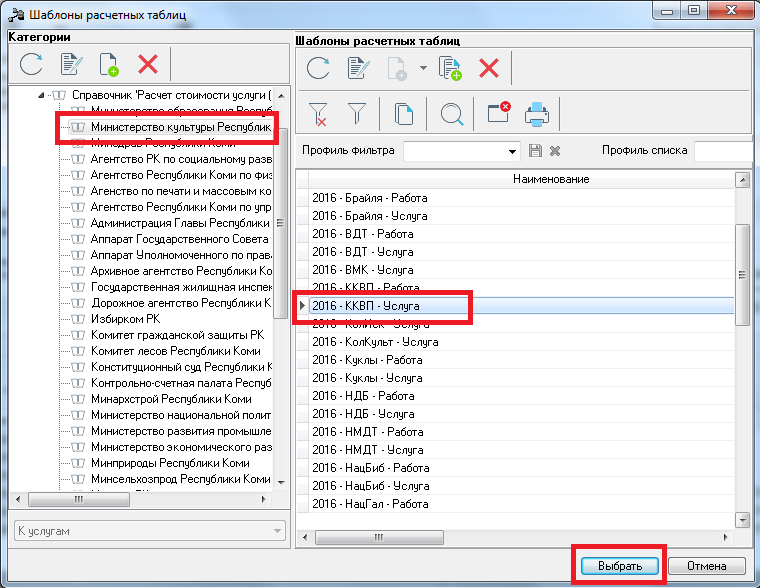 Шаблоны расчетных таблиц
Категории
Справочник 'Расчет стоимости услуги (
Министерство образования Респуб
Министерство культуры Республик
Минздрав Республики Коми
Агентство РК по социальному разв
Агентство Республики Коми по физ
Агенство по печати и массовым ко
Агентство Республики Коми по упр
Администрация Главы Республики
Аппарат Государственного Совета
Аппарат Уполномоченного по прав
Архивное агентство Республики Ко
Государственная жилищная инспек
Дорожное агентство Республики К
Избирком РК
Комитет гражданской защиты РК
Комитет лесов Республики Коми
Конституционный суд Республики К
Контрольно-счетная палата Респуб
Минархстрой Республики Коми
Министерство национальной полит
Министерство развития промышле
Министерство экономического раз
Минприроды Республики Коми
Минсельхозпрод Республики Коми
К услугам
Шаблоны расчетных таблиц
Профиль фильтра
Профиль списка
Наименование
2016 - Брайля - Работа
2016 - Брайля - Услуга
2016 - ВДТ - Работа
2016 - ВДТ - Услуга
2016 - ВМК - Услуга
2016 - ККВП - Работа
2016 - ККВП - Услуга
2016 - КолИск - Услуга
2016 - КолКульт - Услуга
2016 - Куклы - Работа
2016 - Куклы - Услуга
2016 - НДБ - Работа
2016 - НДБ - Услуга
2016 - НМДТ - Работа
2016 - НМДТ - Услуга
2016 - НацБиб - Работа
2016 - НацБиб - Услуга
2016 - НацГал - Работа
Выбрать
Отмена